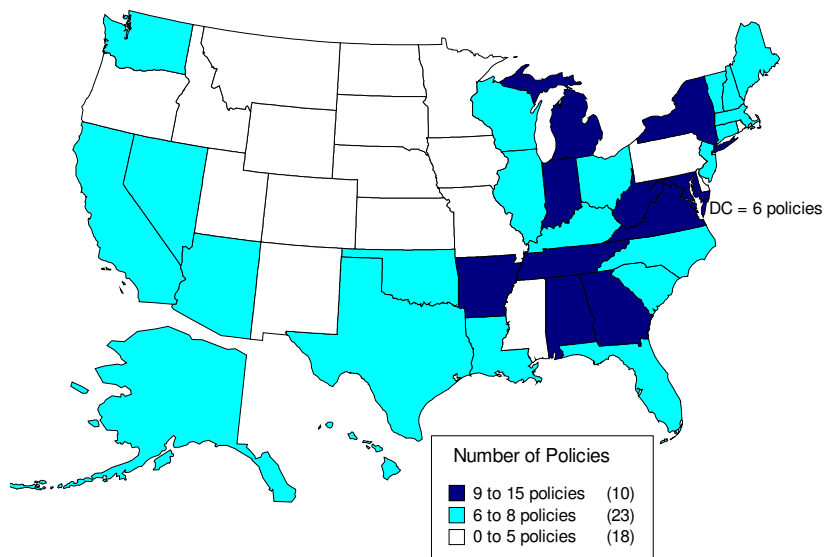 DC = 6 policies
Number of Policies
9 to 15 policies (10)
6 to 8 policies (23)
0 to 5 policies (18)